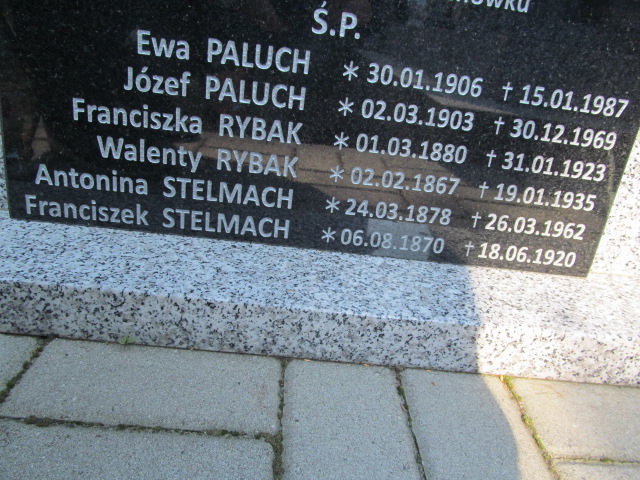 Ś.P.
Ewa PALUCH * 30.01.1906 † 15.01.1987
Józef PALUCH * 02.03.1903 † 30.12.1969
Franciszka RYBAK * 01.03.1880 † 31.01.1923
Walenty RYBAK * 02.02.1867 † 19.01.1935
Antonina STELMACH * 24.03.1878 † 26.03.1962
Franciszek STELMACH * 06.08.1870 † 18.06.1920